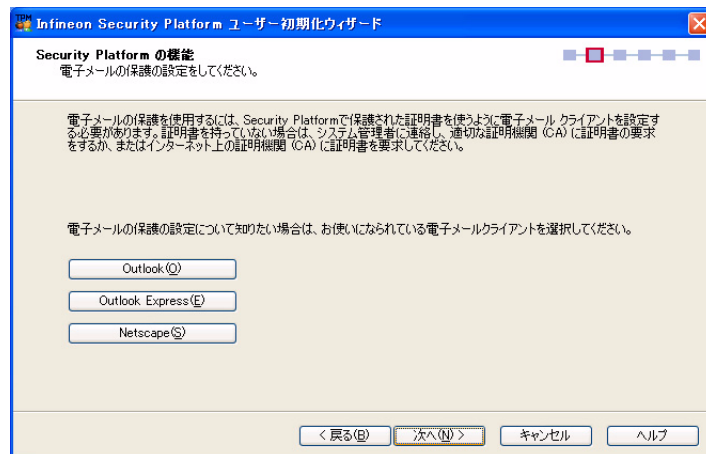 TPM
Infineon Security Platform ユーザー初期化ウィザード
Security Platform の機能
電子メールの保護の設定をしてください。
電子メールの保護を使用するには、Security Platformで保護された証明書を使うように電子メール クライアントを設定す
る必要があります。証明書を持っていない場合は、システム管理者に連絡し、適切な証明機関 (CA) に証明書の要求
をするか、またはインターネット上の証明機関 (CA) に証明書を要求してください。
電子メールの保護の設定について知りたい場合は、お使いになられている電子メールクライアントを選択してください。
Outlook(O)
Outlook Express(E)
Netscape(S)
< 戻る(B)
次へ(N) >
キャンセル
ヘルプ